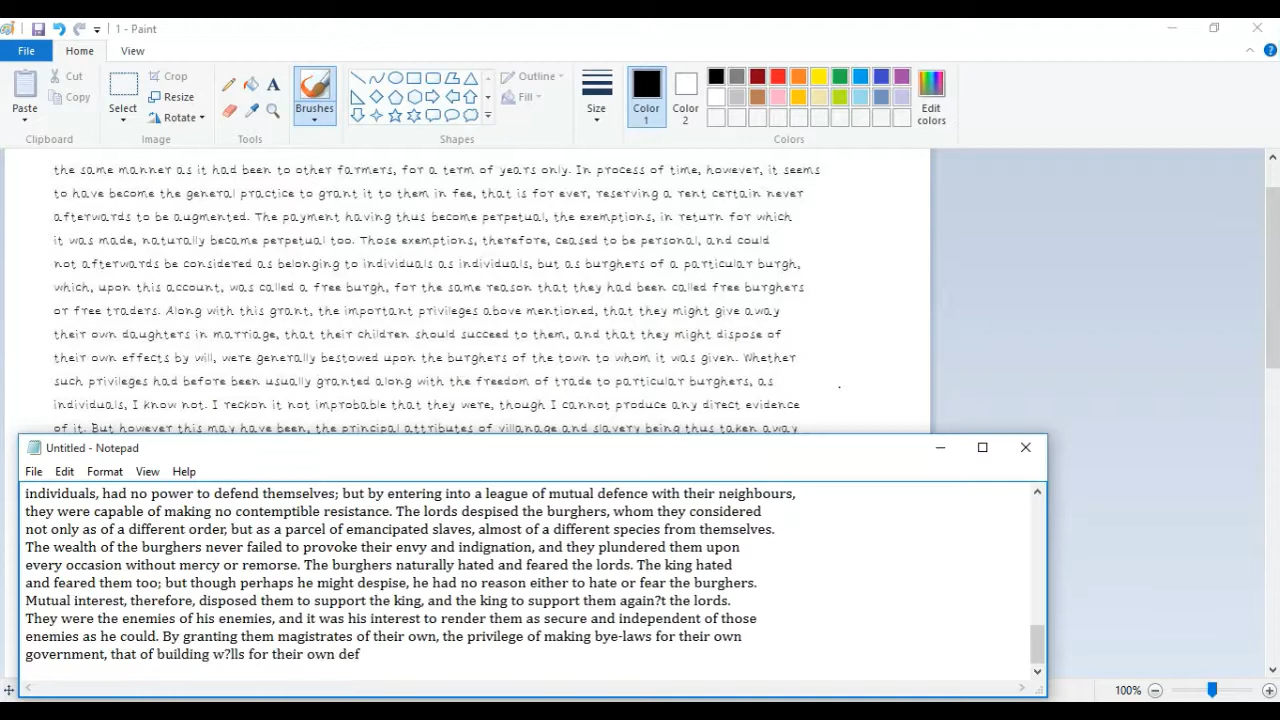 1 - Paint
File Home View
Paste
Cut
Copy
Clipboard
Select
Crop
Resize
Rotate
Image
Tools
Brushes
Shapes
Outline
Fill
Size
Color
1
Color
2
Edit
colors
Colors
the same manner as it had been to other farmers, for a term of years only. In process of time, however, it seems
to have become the general practice to grant it to them in fee, that is for ever, reserving a rent certain never
afterwards to be augmented. The payment having thus become perpetual, the exemptions, in return for which
it was made, naturally became perpetual too. Those exemptions, therefore, ceased to be personal, and could
not afterwards be considered as belonging to individuals as individuals, but as burghers of a particular burgh,
which, upon this account, was called a free burgh, for the same reason that they had been called free burghers
or free traders. Along with this grant, the important privileges above mentioned, that they might give away
their own daughters in marriage, that their children should succeed to them, and that they might dispose of
their own effects by will, were generally bestowed upon the burghers of the town to whom it was given. Whether
such privileges had before been usually granted along with the freedom of trade to particular burghers, as
individuals, I know not. I reckon it not improbable that they were, though I cannot produce any direct evidence
of it. But however this may have been, the principal attributes of villanage and slavery being thus taken away
Untitled - Notepad
File Edit Format View Help
individuals, had no power to defend themselves; but by entering into a league of mutual defence with their neighbours,
they were capable of making no contemptible resistance. The lords despised the burghers, whom they considered
not only as of a different order, but as a parcel of emancipated slaves, almost of a different species from themselves.
The wealth of the burghers never failed to provoke their envy and indignation, and they plundered them upon
every occasion without mercy or remorse. The burghers naturally hated and feared the lords. The king hated
and feared them too; but though perhaps he might despise, he had no reason either to hate or fear the burghers.
Mutual interest, therefore, disposed them to support the king, and the king to support them again?t the lords.
They were the enemies of his enemies, and it was his interest to render them as secure and independent of those
enemies as he could. By granting them magistrates of their own, the privilege of making bye-laws for their own
government, that of building w?lls for their own def
100%